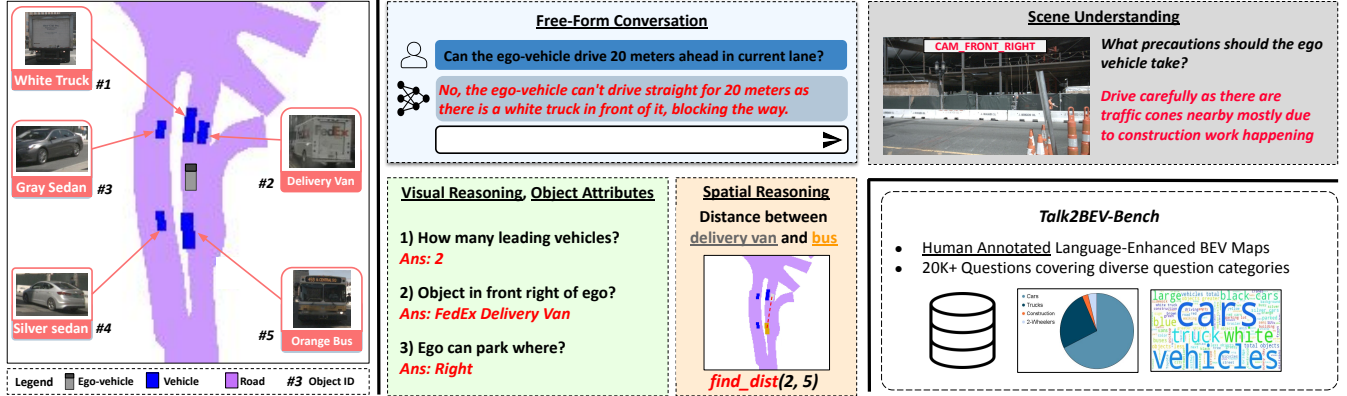 White Truck
#1
Gray Sedan
#3
FedEx
#2
Delivery Van
Silver sedan
#4
#5
Orange Bus
Legend
Ego-vehicle
Vehicle
Road
#3 Object ID
Free-Form Conversation
Can the ego-vehicle drive 20 meters ahead in current lane?
No, the ego-vehicle can't drive straight for 20 meters as
there is a white truck in front of it, blocking the way.
Visual Reasoning, Object Attributes
1) How many leading vehicles?
Ans: 2
2) Object in front right of ego?
Ans: FedEx Delivery Van
3) Ego can park where?
Ans: Right
Spatial Reasoning
Distance between
delivery van and bus
find_dist(2, 5)
Scene Understanding
CAM_FRONT_RIGHT
What precautions should the ego
vehicle take?
Drive carefully as there are
traffic cones nearby mostly due
to construction work happening
Talk2BEV-Bench
• Human Annotated Language-Enhanced BEV Maps
• 20K+ Questions covering diverse question categories
Cars
Trucks
Construction
2-Wheelers
large
black cars
blue
cars
truck white
vehicles